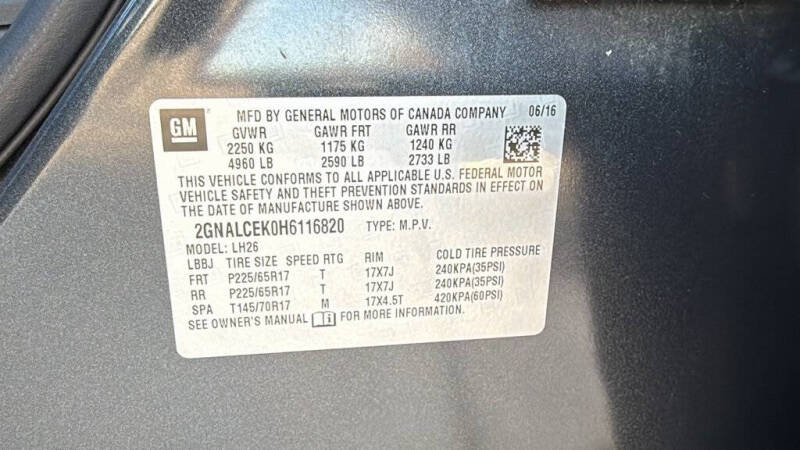 GM
MFD BY GENERAL MOTORS OF CANADA COMPANY 06/16
GVWR GAWR FRT GAWR RR
2250 KG 1175 KG 1240 KG
4960 LB 2590 LB 2733 LB
THIS VEHICLE CONFORMS TO ALL APPLICABLE U.S. FEDERAL MOTOR
VEHICLE SAFETY AND THEFT PREVENTION STANDARDS IN EFFECT ON
THE DATE OF MANUFACTURE SHOWN ABOVE.
2GNALCEK0H6116820 TYPE: M.P.V.
MODEL: LH26
LBBJ TIRE SIZE SPEED RTG RIM COLD TIRE PRESSURE
FRT P225/65R17 T 17X7J 240KPA(35PSI)
RR P225/65R17 T 17X7J 240KPA(35PSI)
SPA T145/70R17 M 17X4.5T 420KPA(60PSI)
SEE OWNER'S MANUAL FOR MORE INFORMATION.